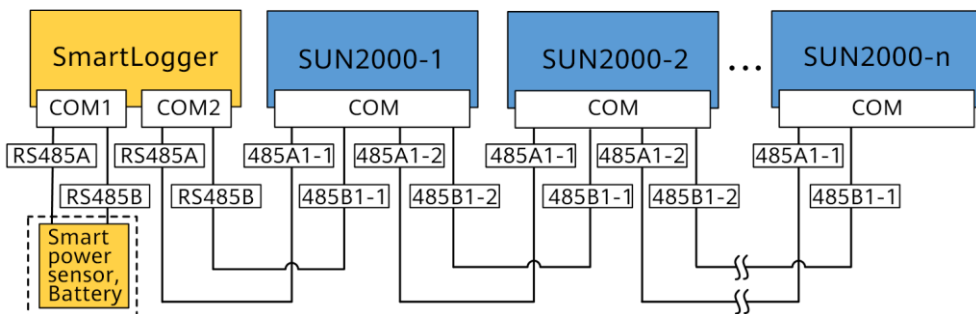 SmartLogger
SUN2000-1
SUN2000-2
...
SUN2000-n
COM1
COM2
COM
COM
COM
RS485A
RS485A
485A1-1
485A1-2
485A1-1
485A1-2
485A1-1
RS485B
RS485B
485B1-1
485B1-2
485B1-1
485B1-2
485B1-1
Smart
power
sensor,
Battery